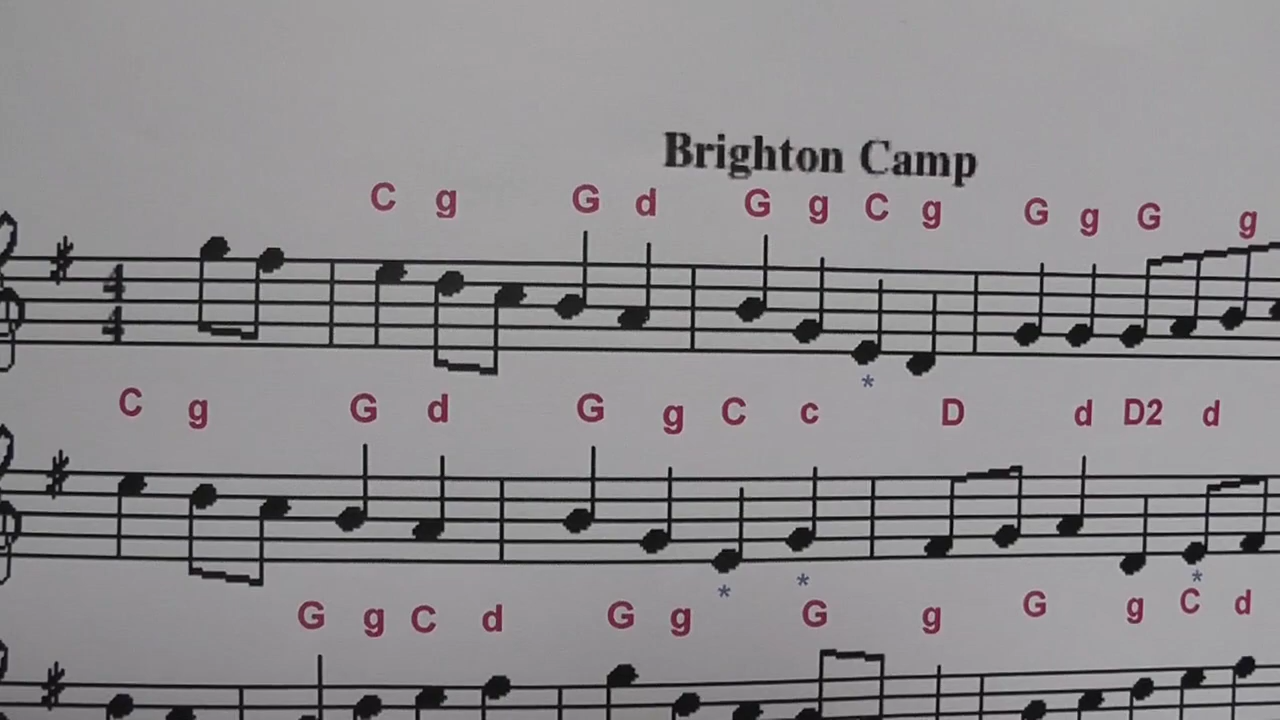 Brighton Camp
C g G d G g C g G g G g
4
4
*
C g G d G g C c D d D2 d
* * *
G g C d G g G g G g C d